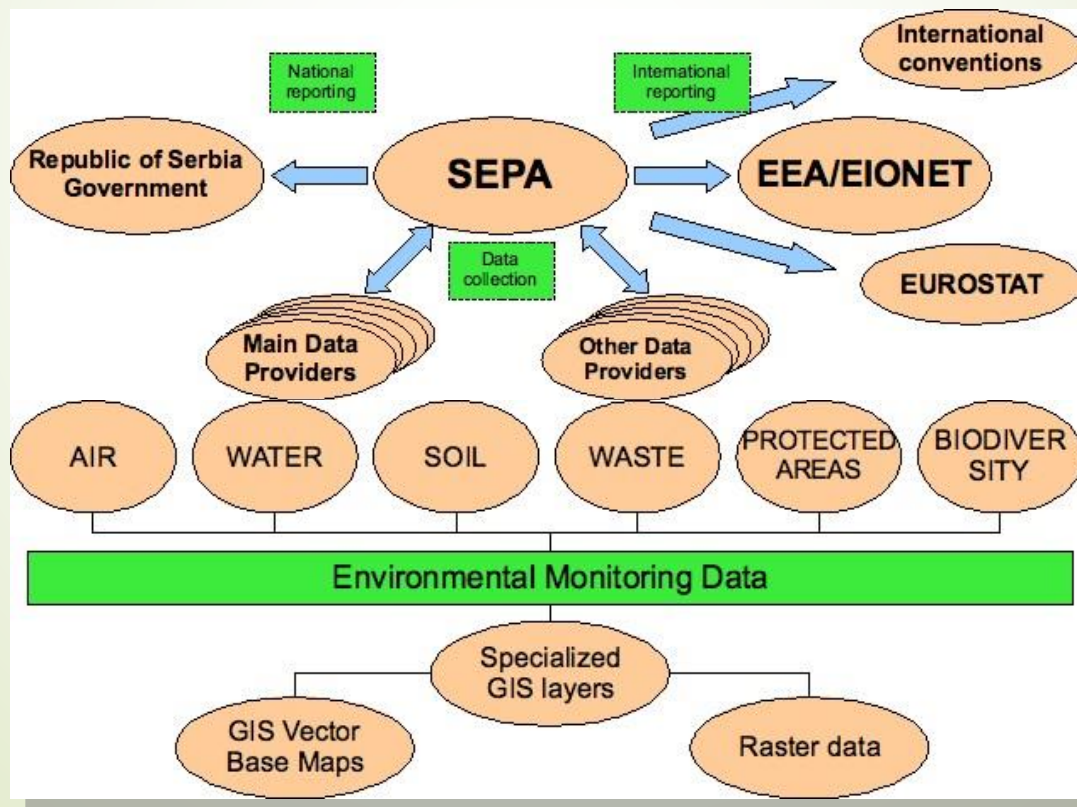 International
conventions
National
reporting
International
reporting
Republic of Serbia
Government
SEPA
EEA/EIONET
Data
collection
EUROSTAT
Main Data
Providers
Other Data
Providers
AIR
WATER
SOIL
WASTE
PROTECTED
AREAS
BIODIVER
SITY
Environmental Monitoring Data
Specialized
GIS layers
GIS Vector
Base Maps
Raster data